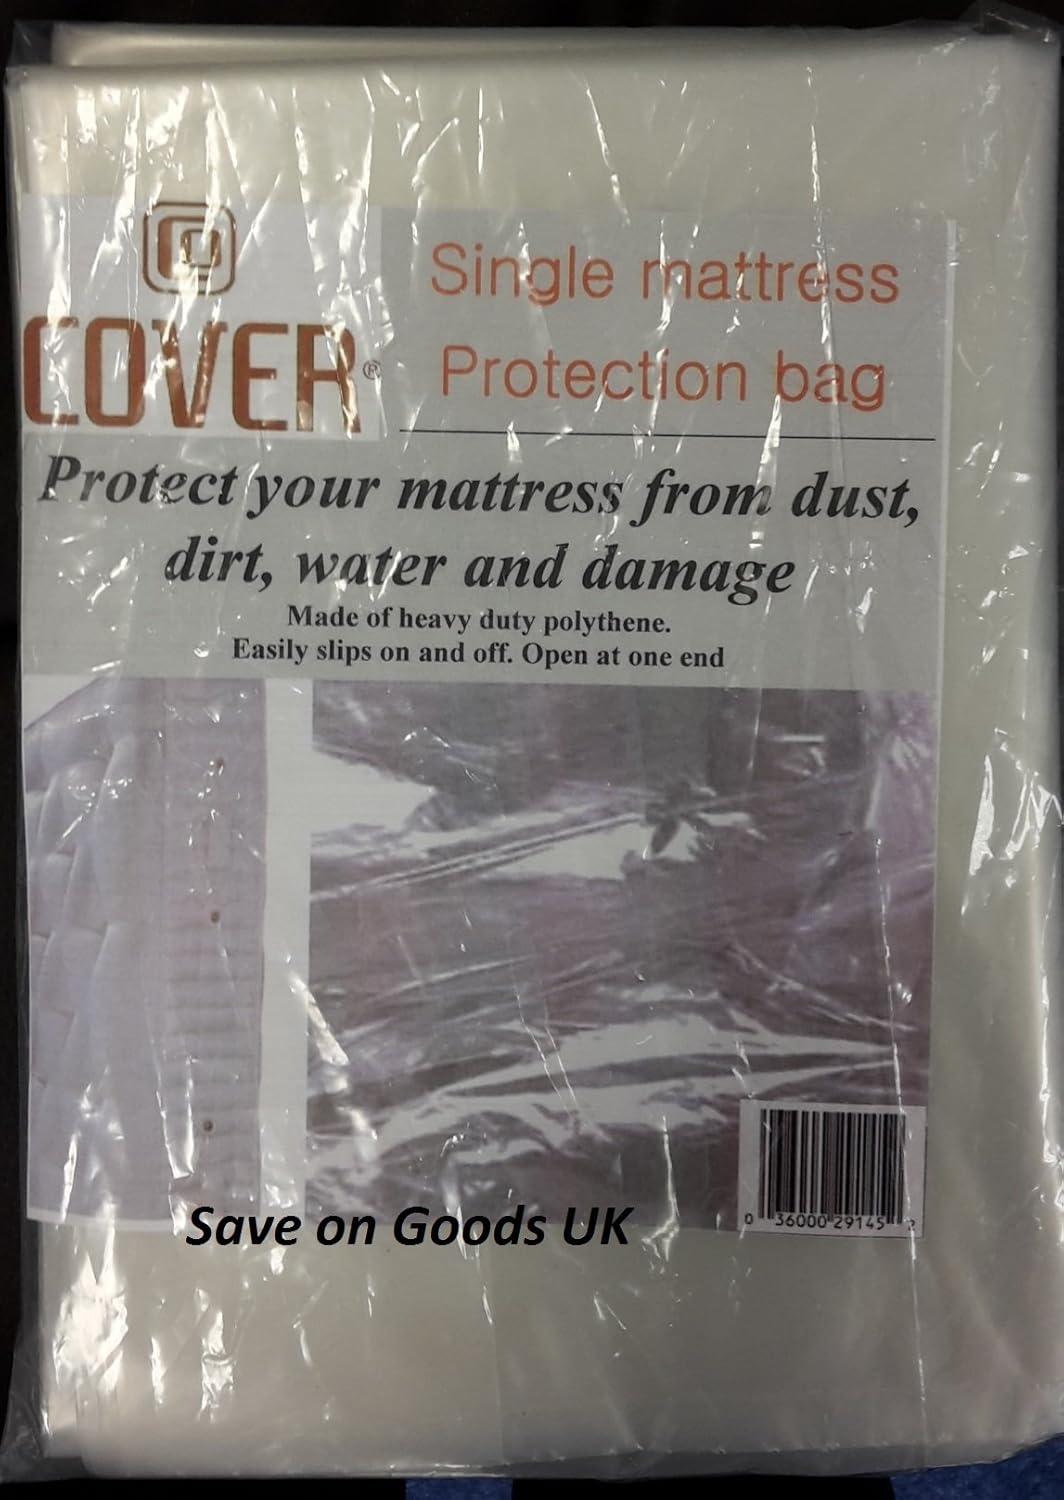 COVER®
Single mattress
Protection bag
Protect your mattress from dust,
dirt, water and damage
Made of heavy duty polythene.
Easily slips on and off. Open at one end
Save on Goods UK
0 36000 29145 2